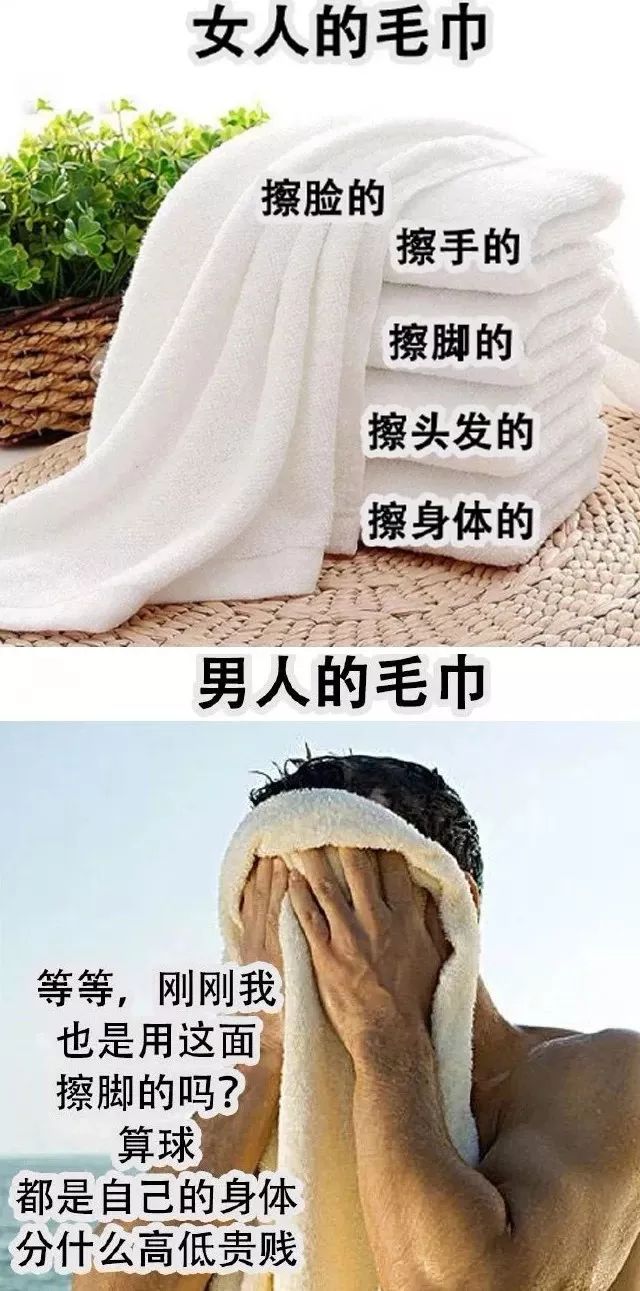 女人的毛巾
擦脸的
擦手的
擦脚的
擦头发的
擦身体的
男人的毛巾
等等，刚刚我
也是用这面
擦脚的吗？
算球
都是自己的身体
分什么高低贵贱